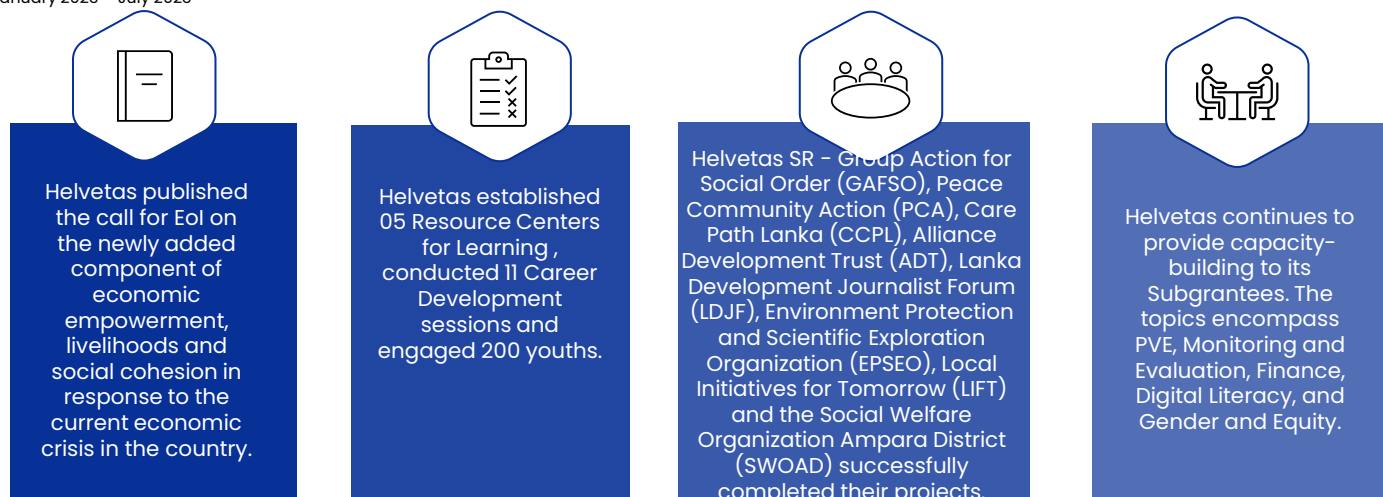 Helvetas published
the call for EoI on
the newly added
component of
economic
empowerment,
livelihoods and
social cohesion in
response to the
current economic
crisis in the country.
Helvetas established
05 Resource Centers
for Learning ,
conducted 11 Career
Development
sessions and
engaged 200 youths.
Helvetas SR - Group Action for
Social Order (GAFSO), Peace
Community Action (PCA), Care
Path Lanka (CCPL), Alliance
Development Trust (ADT), Lanka
Development Journalist Forum
(LDJF), Environment Protection
and Scientific Exploration
Organization (EPSEO), Local
Initiatives for Tomorrow (LIFT)
and the Social Welfare
Organization Ampara District
(SWOAD) successfully
completed their projects.
Helvetas continues to
provide capacity-
building to its
Subgrantees. The
topics encompass
PVE, Monitoring and
Evaluation, Finance,
Digital Literacy, and
Gender and Equity.